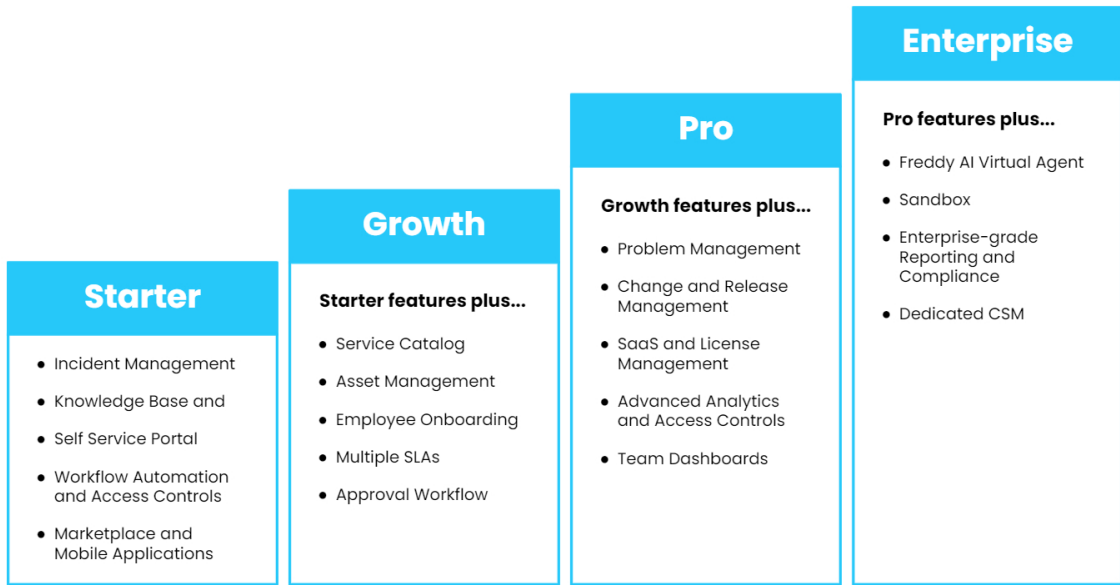 Starter
Incident Management
Knowledge Base and
Self Service Portal
Workflow Automation
and Access Controls
Marketplace and
Mobile Applications
Growth
Starter features plus...
Service Catalog
Asset Management
Employee Onboarding
Multiple SLAs
Approval Workflow
Pro
Growth features plus...
Problem Management
Change and Release
Management
SaaS and License
Management
Advanced Analytics
and Access Controls
Team Dashboards
Enterprise
Pro features plus...
Freddy AI Virtual Agent
Sandbox
Enterprise-grade
Reporting and
Compliance
Dedicated CSM